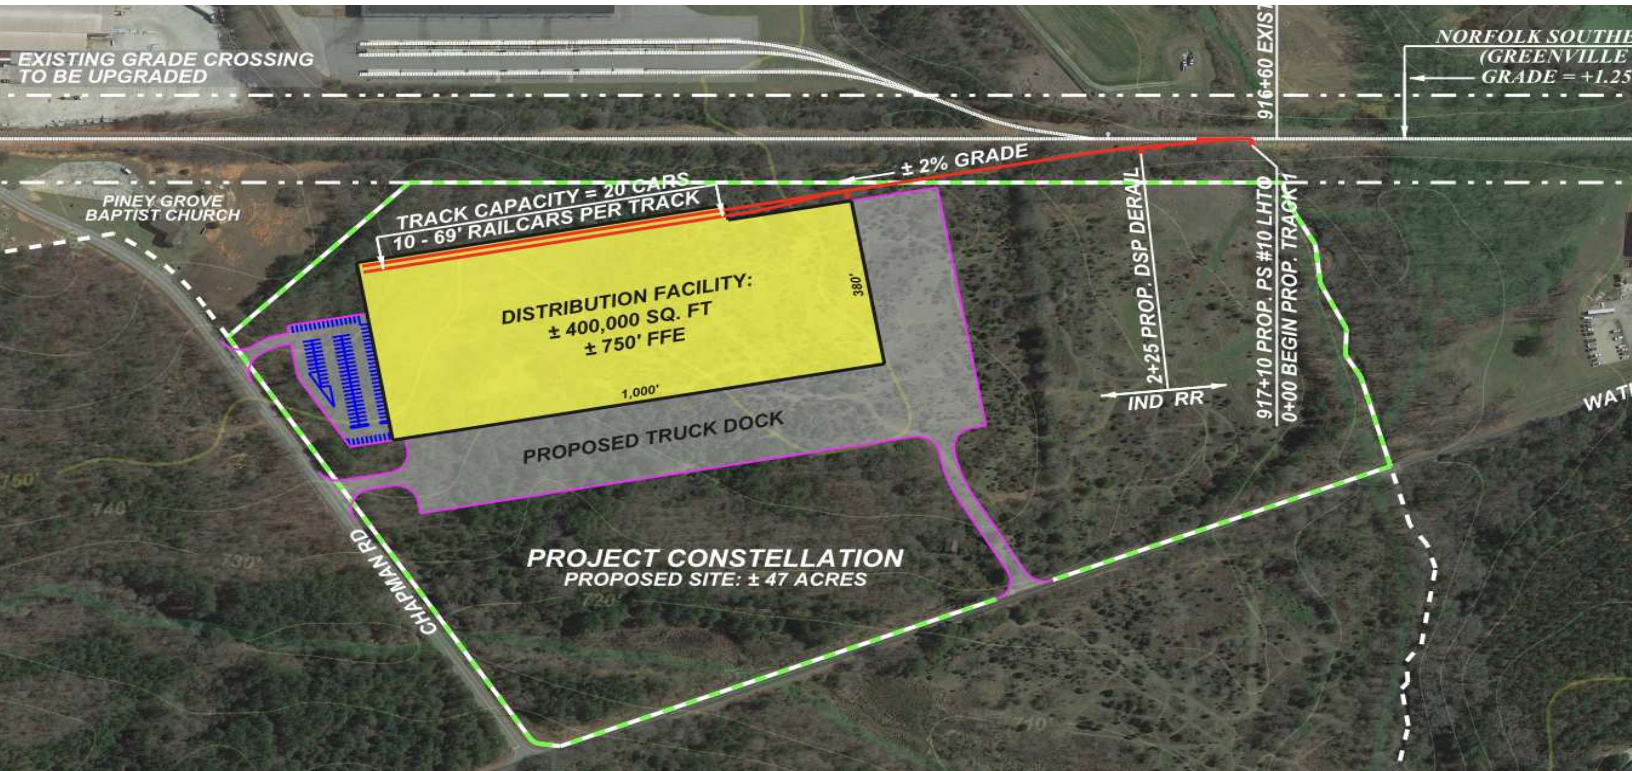 EXISTING GRADE CROSSING
TO BE UPGRADED
916+60 EXIST
NORFOLK SOUTHE
(GREENVILLE
GRADE = +1.25
± 2% GRADE
TRACK CAPACITY = 20 CARS
10 - 69' RAILCARS PER TRACK
PINEY GROVE
BAPTIST CHURCH
DISTRIBUTION FACILITY:
± 400,000 SQ. FT
± 750' FFE
380'
1,000'
PROPOSED TRUCK DOCK
2+25 PROP. DSP DERAIL
IND RR
917+10 PROP. PS #10 LHTO
0+00 BEGIN PROP. TRACK 1
WAT
750'
740'
730'
720'
710'
CHAPMAN RD
PROJECT CONSTELLATION
PROPOSED SITE: ± 47 ACRES